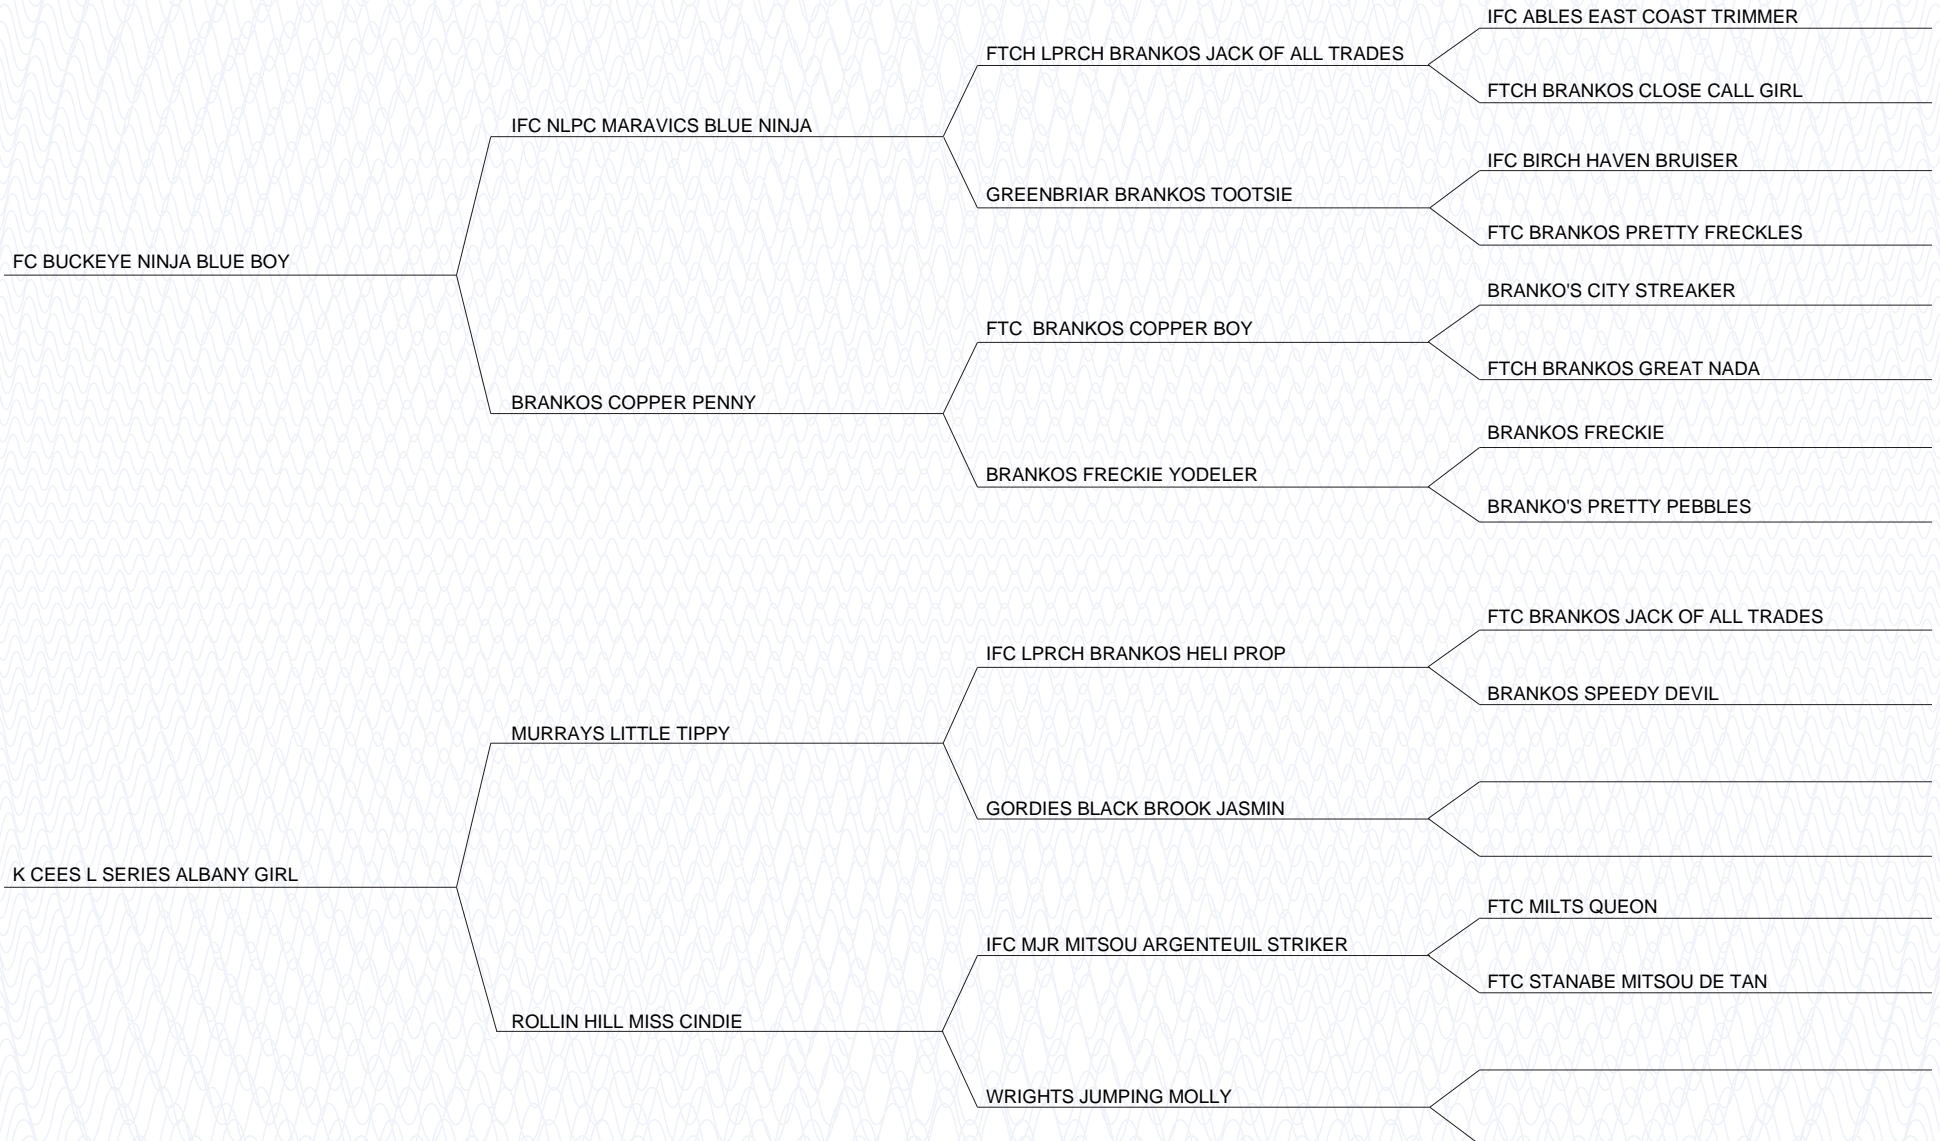 IFC ABLES EAST COAST TRIMMER
FTCH LPRCH BRANKOS JACK OF ALL TRADES
FTCH BRANKOS CLOSE CALL GIRL
IFC NLPC MARAVICS BLUE NINJA
IFC BIRCH HAVEN BRUISER
GREENBRIAR BRANKOS TOOTSIE
FTC BRANKOS PRETTY FRECKLES
FC BUCKEYE NINJA BLUE BOY
BRANKO'S CITY STREAKER
FTC  BRANKOS COPPER BOY
FTCH BRANKOS GREAT NADA
BRANKOS COPPER PENNY
BRANKOS FRECKIE
BRANKOS FRECKIE YODELER
BRANKO'S PRETTY PEBBLES
FTC BRANKOS JACK OF ALL TRADES
IFC LPRCH BRANKOS HELI PROP
BRANKOS SPEEDY DEVIL
MURRAYS LITTLE TIPPY
GORDIES BLACK BROOK JASMIN
K CEES L SERIES ALBANY GIRL
FTC MILTS QUEON
IFC MJR MITSOU ARGENTEUIL STRIKER
FTC STANABE MITSOU DE TAN
ROLLIN HILL MISS CINDIE
WRIGHTS JUMPING MOLLY